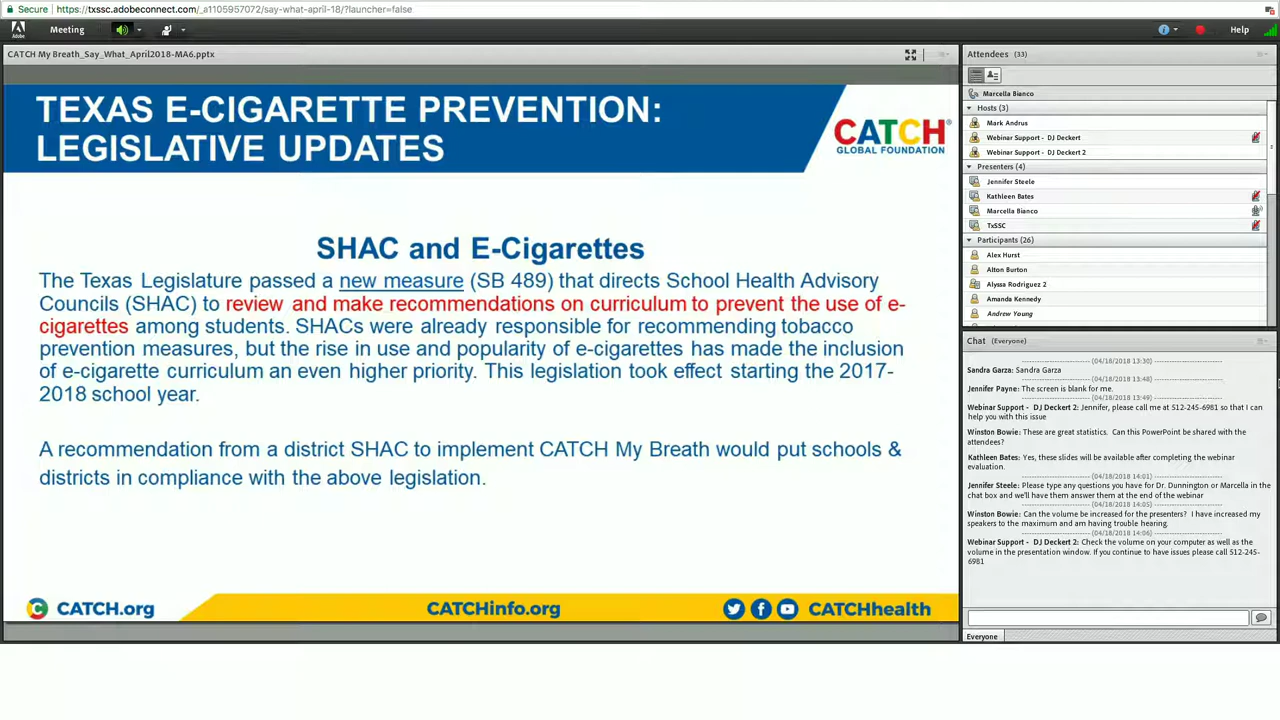 Secure
https://txssc.adobeconnect.com/_a1105957072/say-what-april-18/?launcher=false
Adobe
Meeting
Help
CATCH My Breath_Say_What_April2018-MA6.pptx
TEXAS E-CIGARETTE PREVENTION:
LEGISLATIVE UPDATES
CATCH®
GLOBAL FOUNDATION
SHAC and E-Cigarettes
The Texas Legislature passed a new measure (SB 489) that directs School Health Advisory
Councils (SHAC) to review and make recommendations on curriculum to prevent the use of e-
cigarettes among students. SHACs were already responsible for recommending tobacco
prevention measures, but the rise in use and popularity of e-cigarettes has made the inclusion
of e-cigarette curriculum an even higher priority. This legislation took effect starting the 2017-
2018 school year.
A recommendation from a district SHAC to implement CATCH My Breath would put schools &
districts in compliance with the above legislation.
C CATCH.org
CATCHinfo.org
CATCHhealth
Attendees (33)
Marcella Bianco
Hosts (3)
Mark Andrus
Webinar Support - DJ Deckert
Webinar Support - DJ Deckert 2
Presenters (4)
Jennifer Steele
Kathleen Bates
Marcella Bianco
TxSSC
Participants (26)
Alex Hurst
Alton Burton
Alyssa Rodriguez 2
Amanda Kennedy
Andrew Young
Chat (Everyone)
(04/18/2018 13:30)
Sandra Garza: Sandra Garza
(04/18/2018 13:48)
Jennifer Payne: The screen is blank for me.
(04/18/2018 13:49)
Webinar Support - DJ Deckert 2: Jennifer, please call me at 512-245-6981 so that I can
help you with this issue
Winston Bowie: These are great statistics. Can this PowerPoint be shared with the
attendees?
Kathleen Bates: Yes, these slides will be available after completing the webinar
evaluation.
(04/18/2018 14:01)
Jennifer Steele: Please type any questions you have for Dr. Dunnington or Marcella in the
chat box and we'll have them answer them at the end of the webinar
(04/18/2018 14:05)
Winston Bowie: Can the volume be increased for the presenters? I have increased my
speakers to the maximum and am having trouble hearing.
(04/18/2018 14:06)
Webinar Support - DJ Deckert 2: Check the volume on your computer as well as the
volume in the presentation window. If you continue to have issues please call 512-245-
6981
Everyone